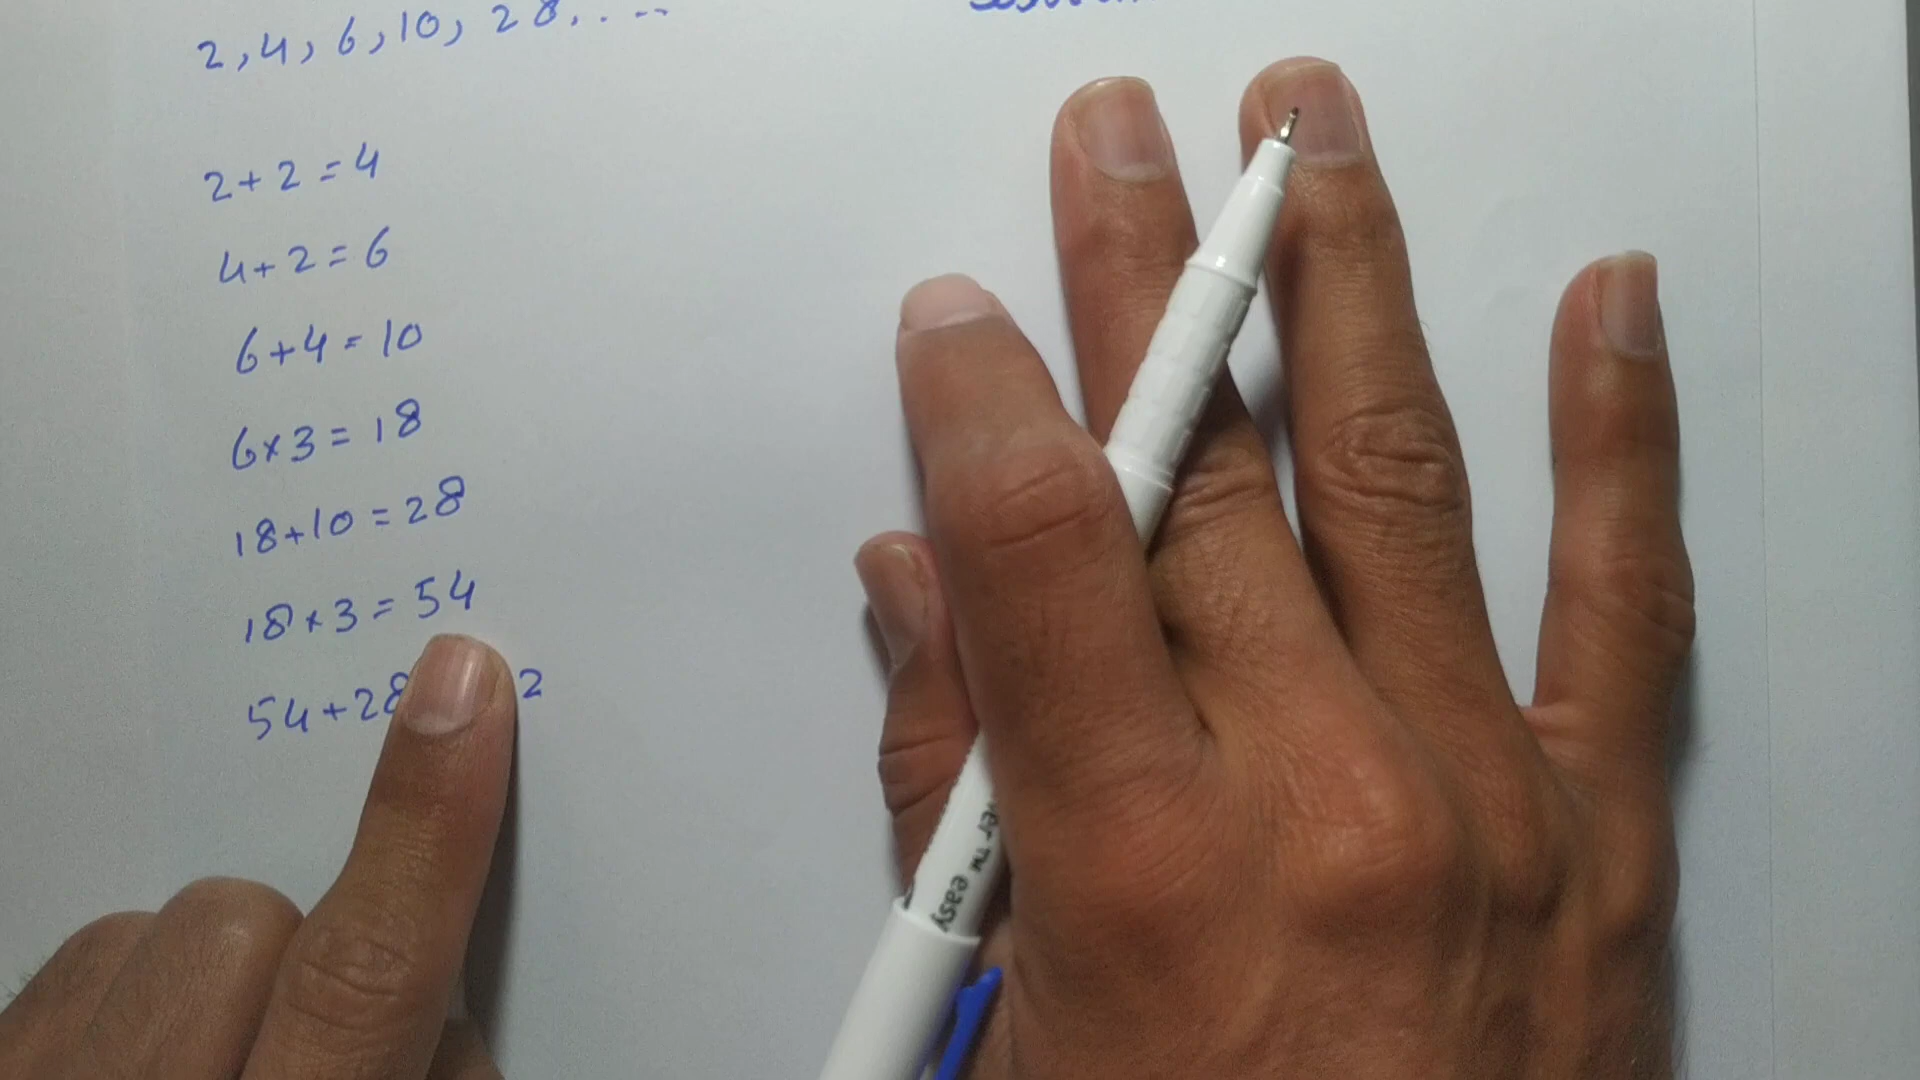 2, 4, 6, 10, 28, ....
2 + 2 = 4
4 + 2 = 6
6 + 4 = 10
6 × 3 = 18
18 + 10 = 28
18 × 3 = 54
54 + 28 2
easy